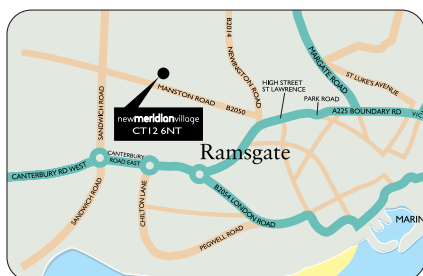 B2014
NEWINGTON ROAD
MARGATE ROAD
ST LUKE'S AVENUE
SANDWICH ROAD
MANSTON ROAD
B2050
HIGH STREET
ST LAWRENCE
PARK ROAD
A225 BOUNDARY RD
newmeridianvillage
CT12 6NT
Ramsgate
CANTERBURY RD WEST
CANTERBURY
ROAD EAST
SANDWICH ROAD
CHILTON LANE
B2054 LONDON ROAD
PEGWELL ROAD
MARIN